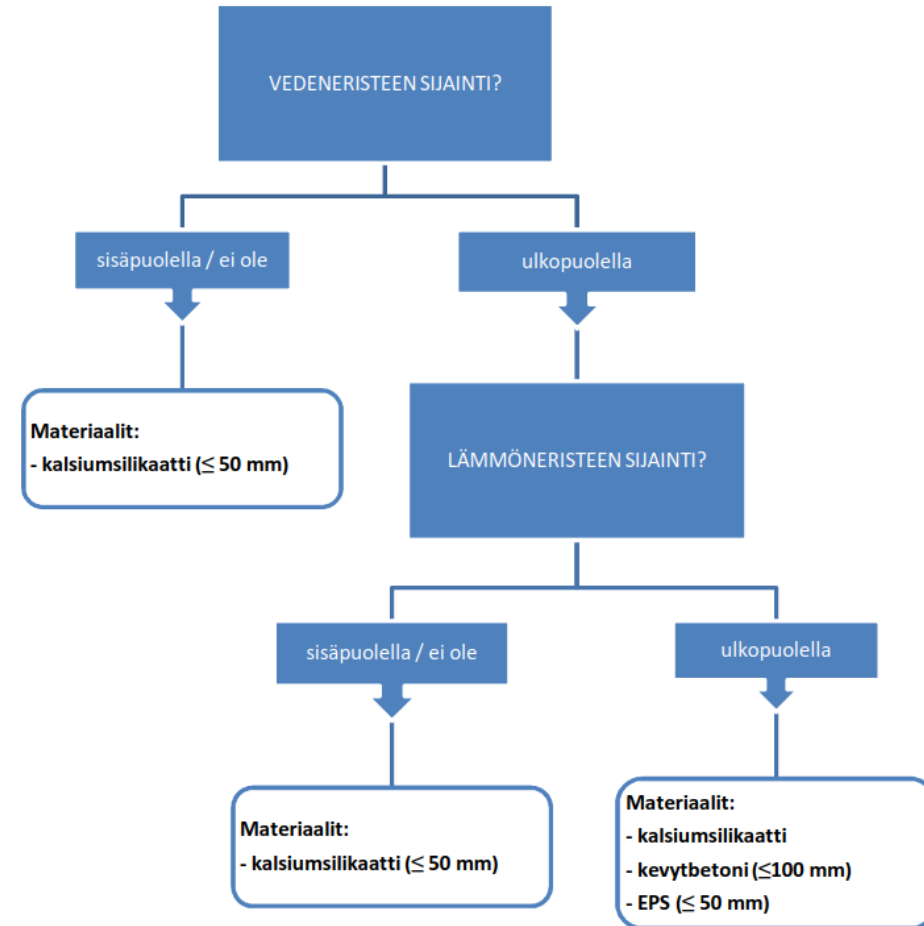 VEDENERISTEEN SIJAINTI?
sisäpuolella / ei ole
ulkopuolella
Materiaalit:
- kalsiumsilikaatti (≤ 50 mm)
LÄMMÖNERISTEEN SIJAINTI?
sisäpuolella / ei ole
ulkopuolella
Materiaalit:
- kalsiumsilikaatti (≤ 50 mm)
Materiaalit:
- kalsiumsilikaatti
- kevytbetoni (≤100 mm)
- EPS (≤ 50 mm)